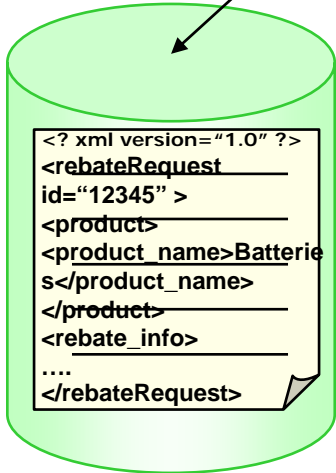 <? xml version=“1.0” ?>
<rebateRequest
id=“12345” >
<product>
<product_name>Batterie
s</product_name>
</product>
<rebate_info>
....
</rebateRequest>